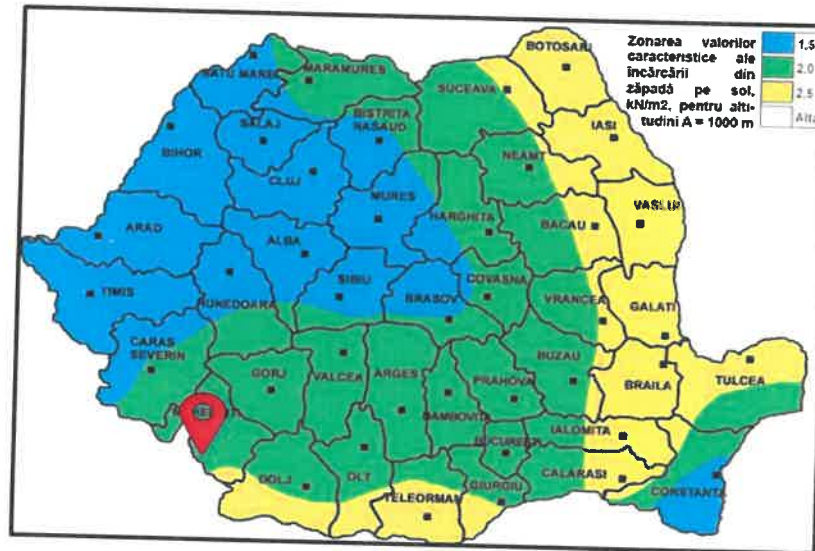 Zonarea valorilor
caracteristice ale
încărcării din
zăpadă pe sol,
kN/m2, pentru alti-
tudini A = 1000 m
1.5
2.0
2.5
BOTOSARI
SATU MARE
MARAMURES
SUCEAVA
BISTRITA
NASAUD
SALAJ
IASI
BIHOR
NEAMT
CLUJ
MURES
HARGHITA
BACAU
VASLUI
ARAD
ALBA
TIMIS
HUNEDOARA
SIBIU
BRASOV
COVASNA
VRANCEA
GALATI
CARAS
SEVERIN
GORJ
VALCEA
ARGES
PRAHOVA
BUZAU
BRAILA
TULCEA
DAMBOVITA
IALOMITA
DOLJ
OLT
CALARASI
GIURGIU
TELEORMAN
CONSTANTA